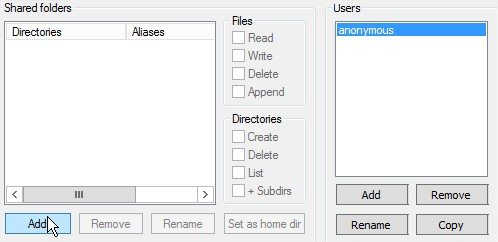 Shared folders
Directories Aliases
Files
Read
Write
Delete
Append
Directories
Create
Delete
List
+ Subdirs
Add Remove Rename Set as home dir
Users
anonymous
Add Remove
Rename Copy